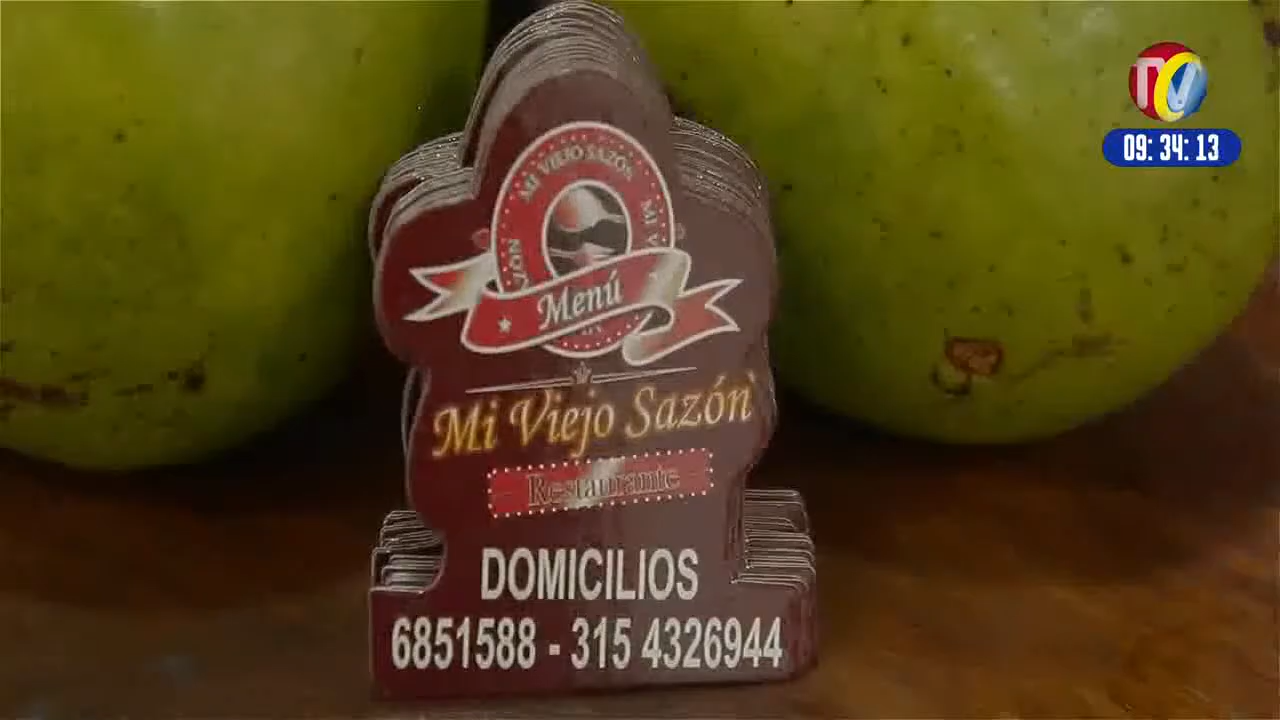 09: 34: 13
MI VIEJO SAZÓN
Menú
Mi Viejo Sazón
Restaurante
DOMICILIOS
6851588 - 315 4326944